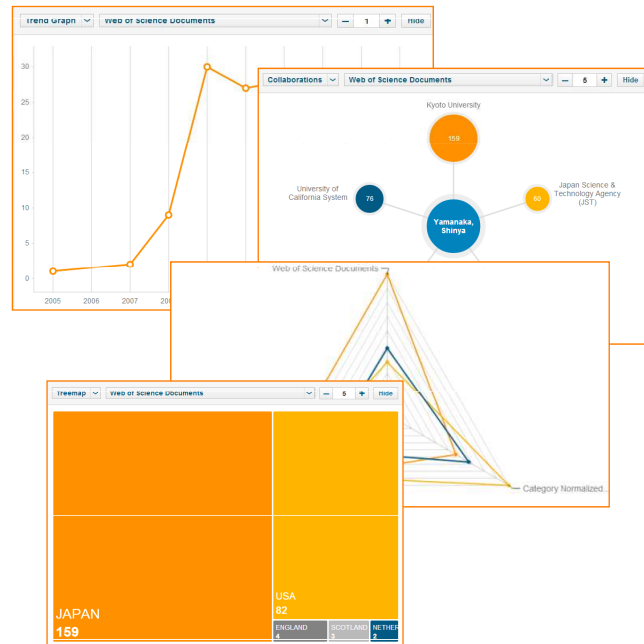 Trend Graph Web of Science Documents – 1 + Hide
30
25
20
15
10
5
0
2005 2006 2007
Collaborations Web of Science Documents – 5 + Hide
Kyoto University
159
University of
California System
76
Japan Science &
Technology Agency
(JST)
Yamanaka,
Shinya
Web of Science Documents
Category Normalized...
Treemap Web of Science Documents – 5 + Hide
JAPAN
159
USA
82
ENGLAND
4
SCOTLAND
3
NETHER
2